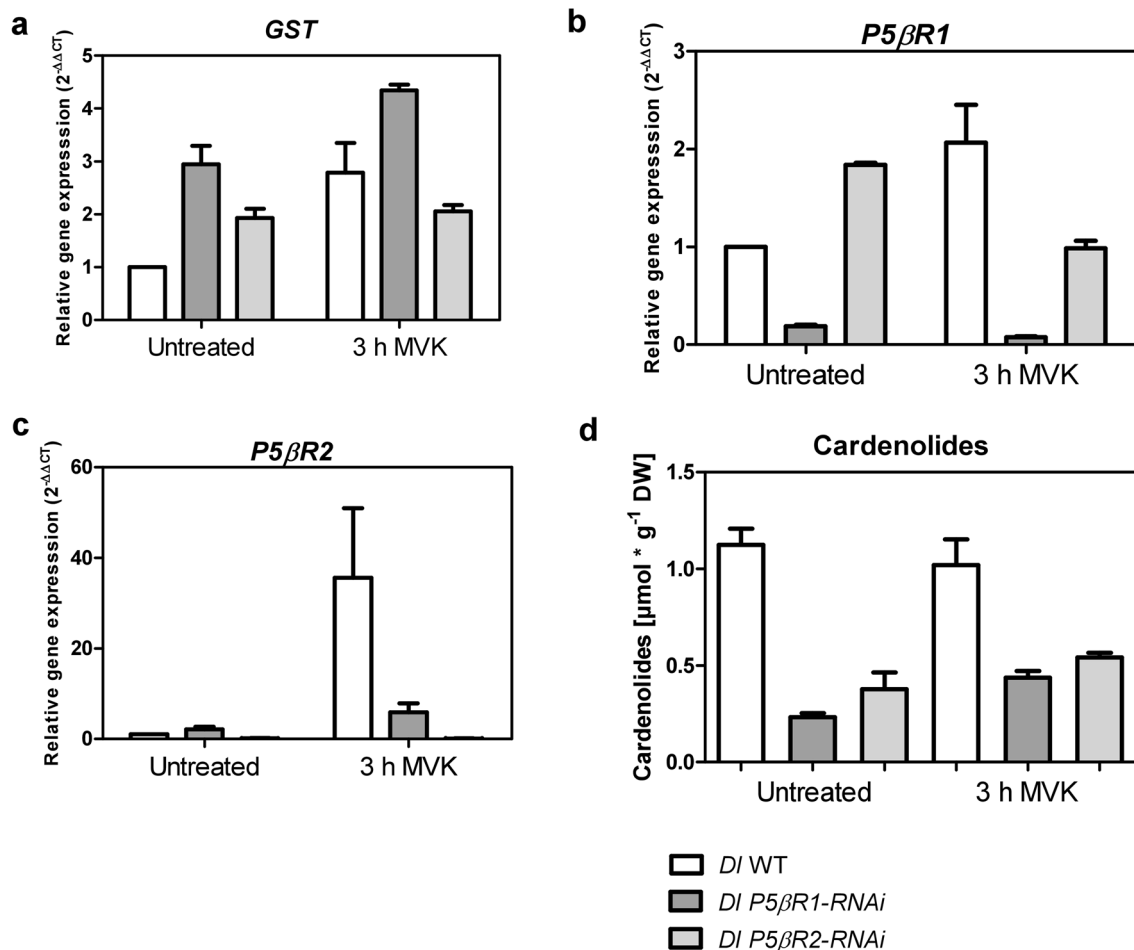 a
GST
Relative gene expresssion (2-ΔΔCT)
5
4
3
2
1
0
Untreated
3 h MVK
b
P5βR1
Relative gene expression (2-ΔΔCT)
3
2
1
0
Untreated
3 h MVK
c
P5βR2
Relative gene expresssion (2-ΔΔCT)
60
40
20
0
Untreated
3 h MVK
d
Cardenolides
Cardenolides [µmol * g-1 DW]
1.5
1.0
0.5
0.0
Untreated
3 h MVK
Dl WT
Dl P5βR1-RNAi
Dl P5βR2-RNAi